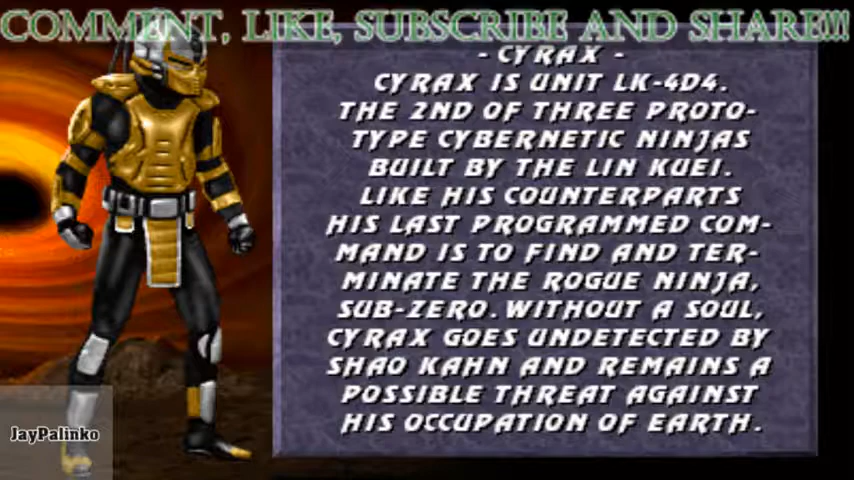 COMMENT, LIKE, SUBSCRIBE AND SHARE!!!
- CYRAX -
CYRAX IS UNIT LK-4D4.
THE 2ND OF THREE PROTO-
TYPE CYBERNETIC NINJAS
BUILT BY THE LIN KUEI.
LIKE HIS COUNTERPARTS
HIS LAST PROGRAMMED COM-
MAND IS TO FIND AND TER-
MINATE THE ROGUE NINJA,
SUB-ZERO. WITHOUT A SOUL,
CYRAX GOES UNDETECTED BY
SHAO KAHN AND REMAINS A
POSSIBLE THREAT AGAINST
HIS OCCUPATION OF EARTH.
JayPalinko